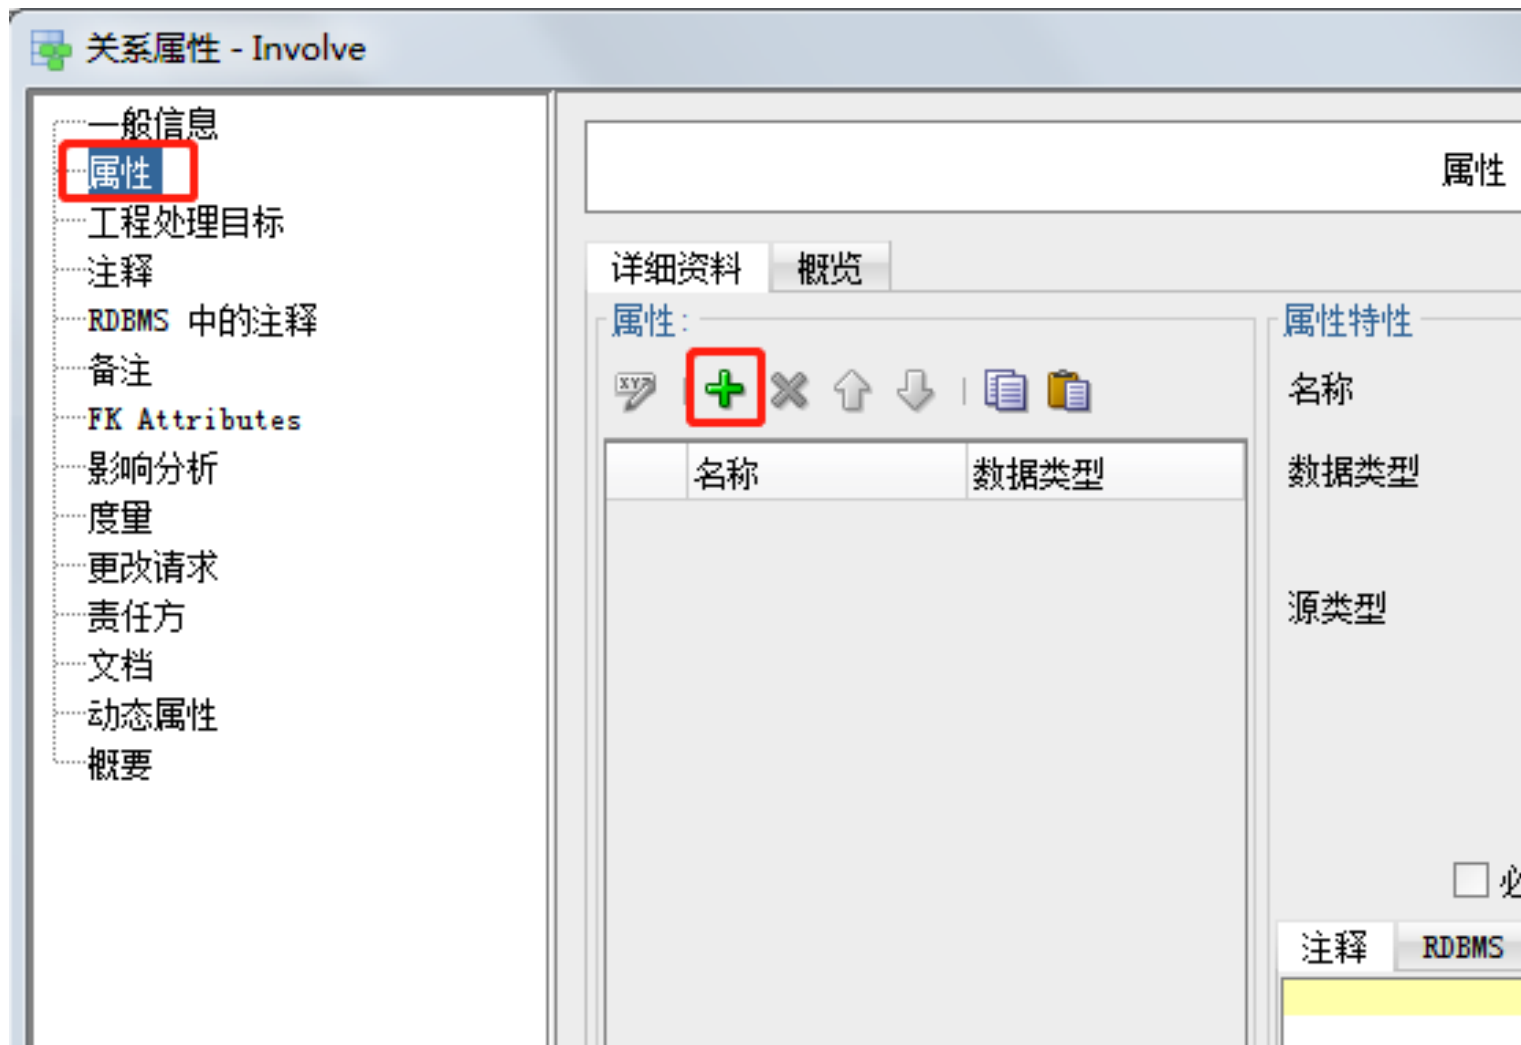 关系属性 - Involve
一般信息
属性
工程处理目标
注释
RDBMS 中的注释
备注
FK Attributes
影响分析
度量
更改请求
责任方
文档
动态属性
概要
属性
详细资料 概览
属性:
名称 数据类型
属性特性
名称
数据类型
源类型
注释 RDBMS